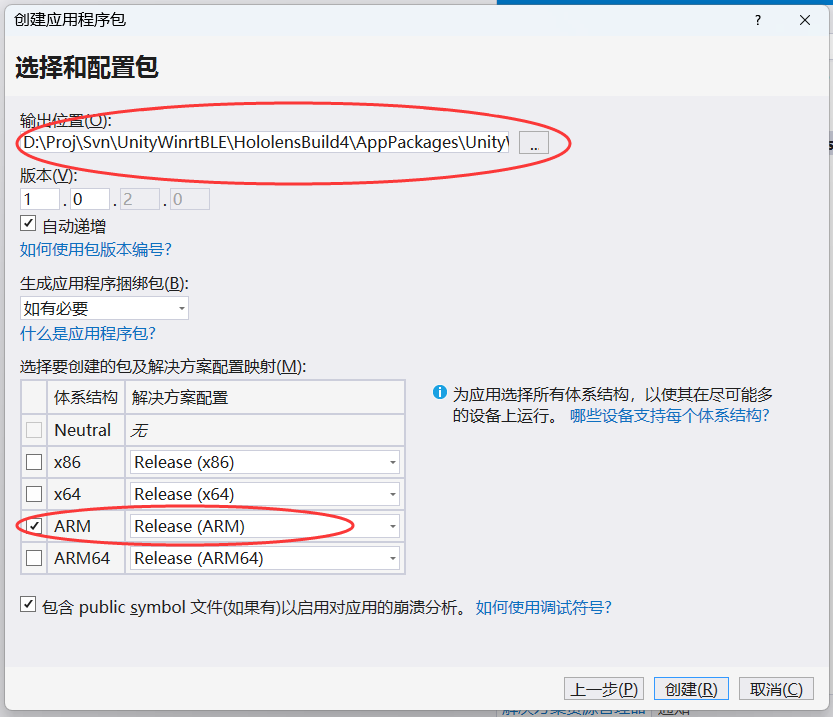 创建应用程序包
? ×
选择和配置包
输出位置(O):
D:\Proj\Svn\UnityWinrtBLE\HololensBuild4\AppPackages\Unity\
..
版本(V):
1 . 0 . 2 . 0
自动递增
如何使用包版本编号?
生成应用程序捆绑包(B):
如有必要
什么是应用程序包?
选择要创建的包及解决方案配置映射(M):
体系结构 解决方案配置
Neutral 无
x86 Release (x86)
x64 Release (x64)
ARM Release (ARM)
ARM64 Release (ARM64)
为应用选择所有体系结构，以使其在尽可能多
的设备上运行。 哪些设备支持每个体系结构?
包含 public symbol 文件(如果有)以启用对应用的崩溃分析。 如何使用调试符号?
上一步(P) 创建(R) 取消(C)